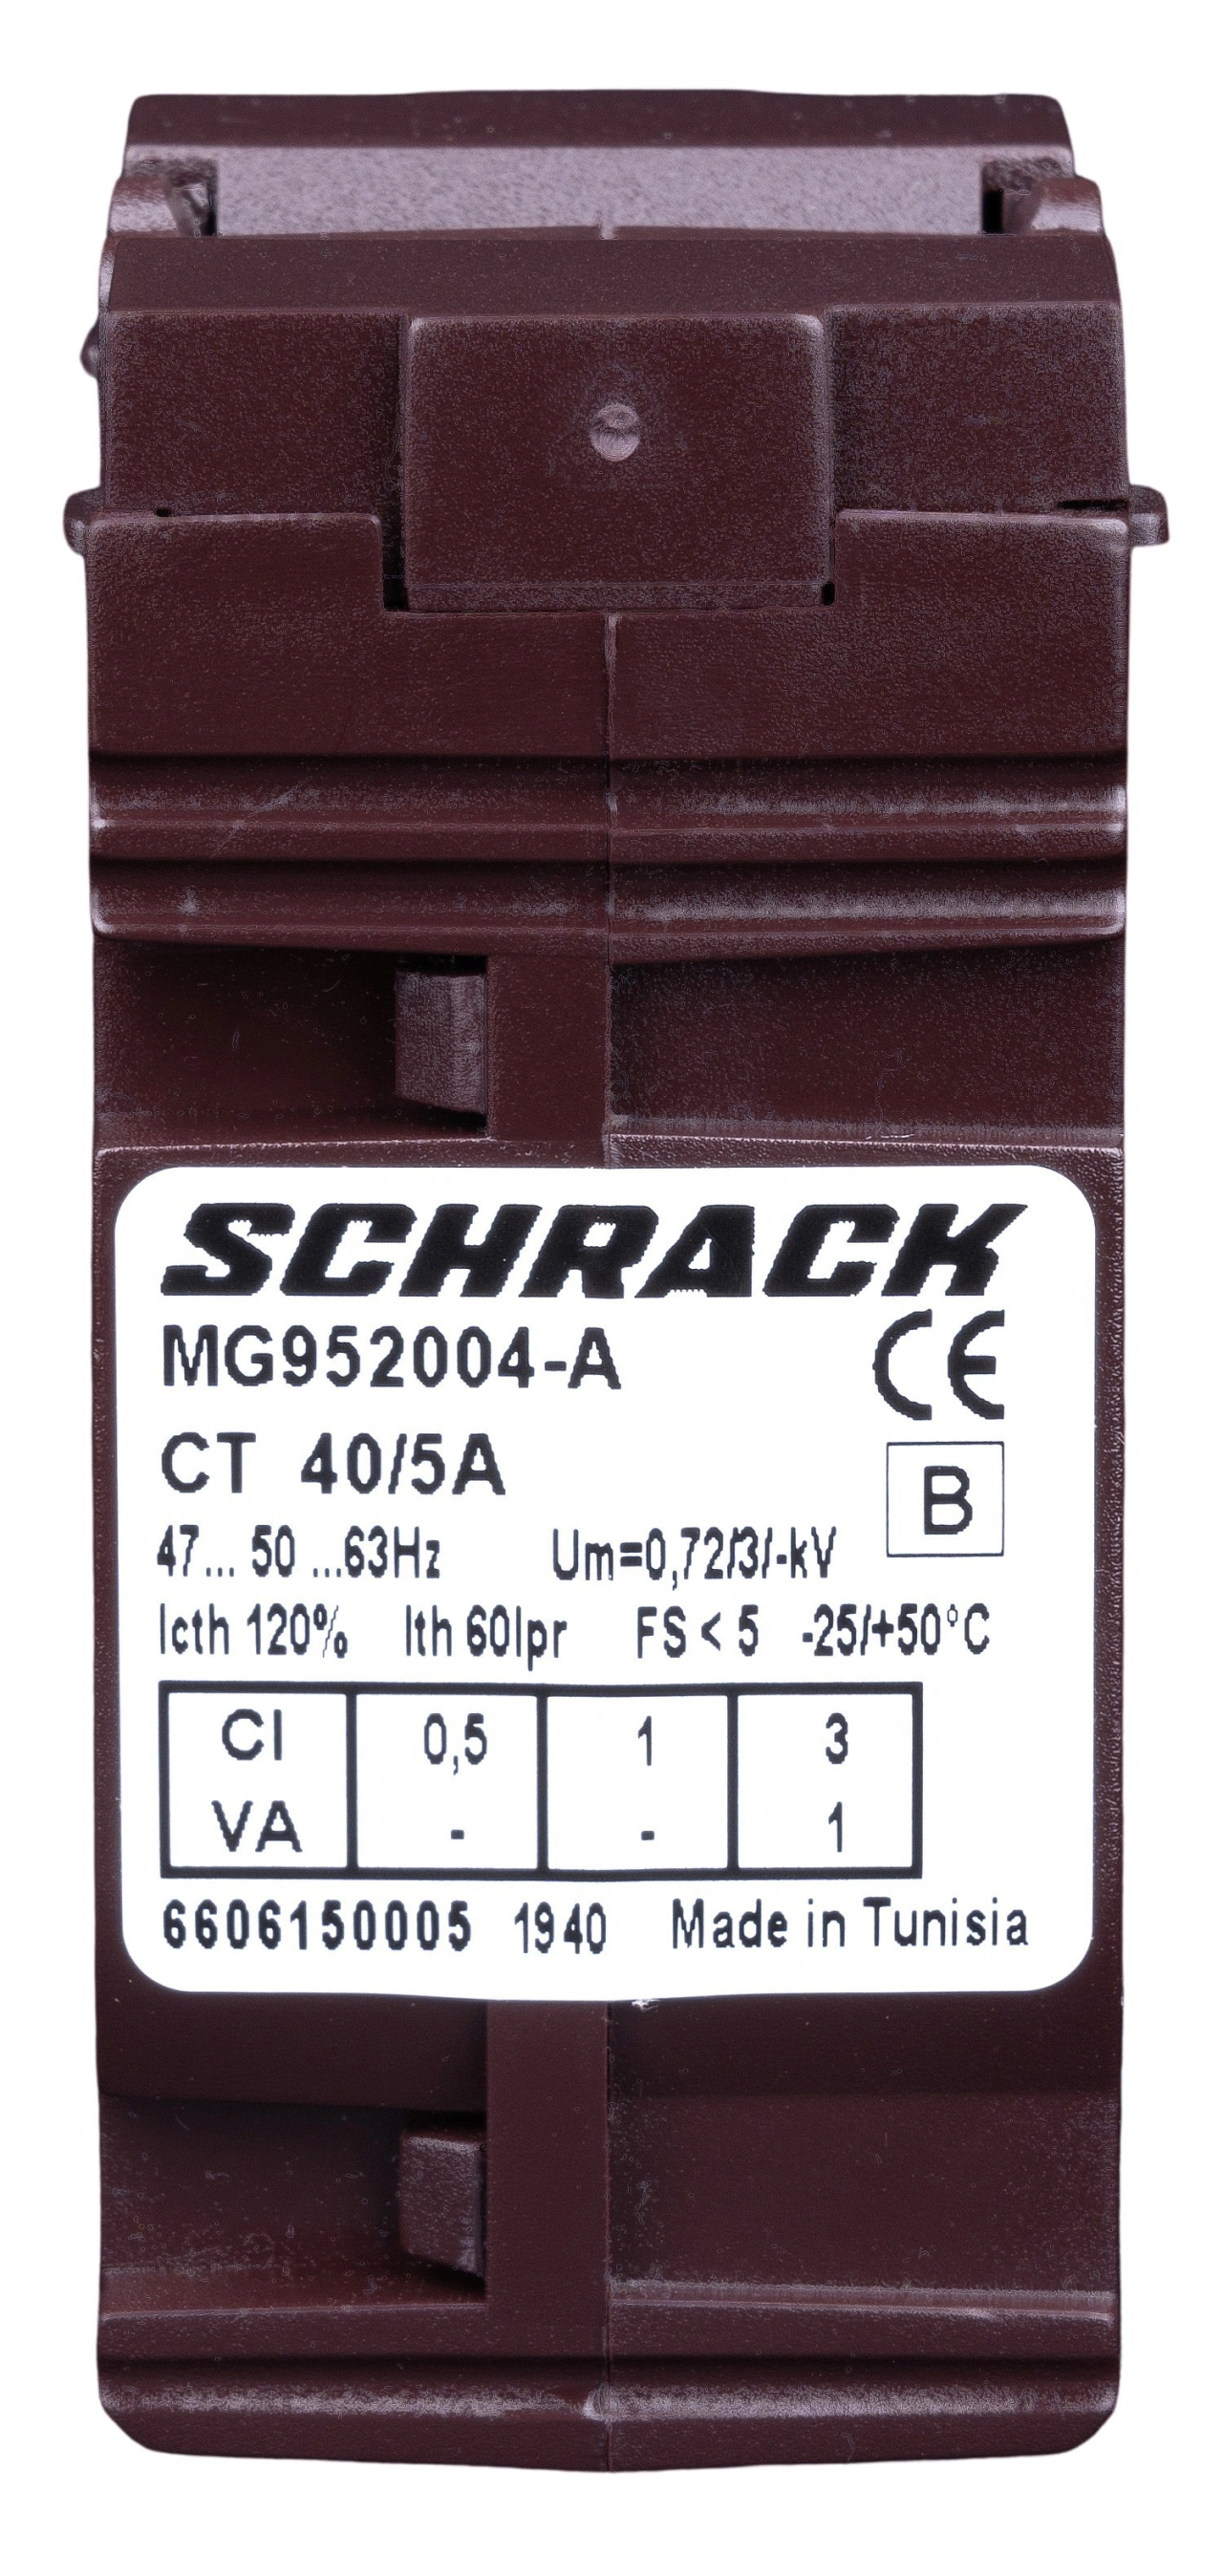 SCHRACK
MG952004-A CE
CT 40/5A
B
47... 50 ...63Hz Um=0,72/3/-kV
Icth 120% Ith 60Ipr FS < 5 -25/+50°C
Cl 0,5 1 3
VA - - 1
6606150005 1940 Made in Tunisia